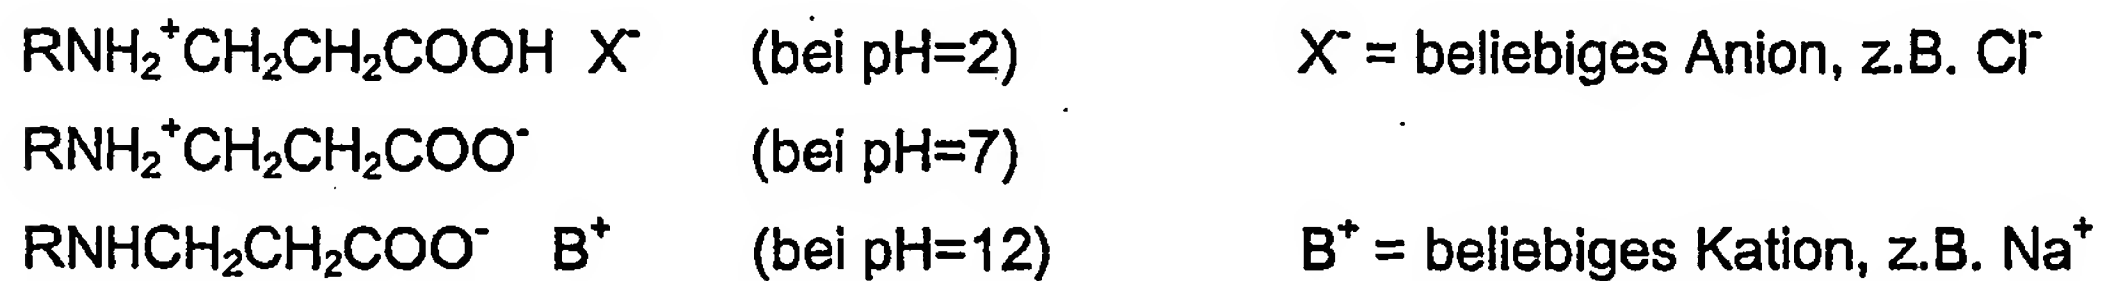 RNH₂⁺CH₂CH₂COOH X⁻ (bei pH=2) X⁻ = beliebiges Anion, z.B. Cl⁻
RNH₂⁺CH₂CH₂COO⁻ (bei pH=7)
RNHCH₂CH₂COO⁻ B⁺ (bei pH=12) B⁺ = beliebiges Kation, z.B. Na⁺